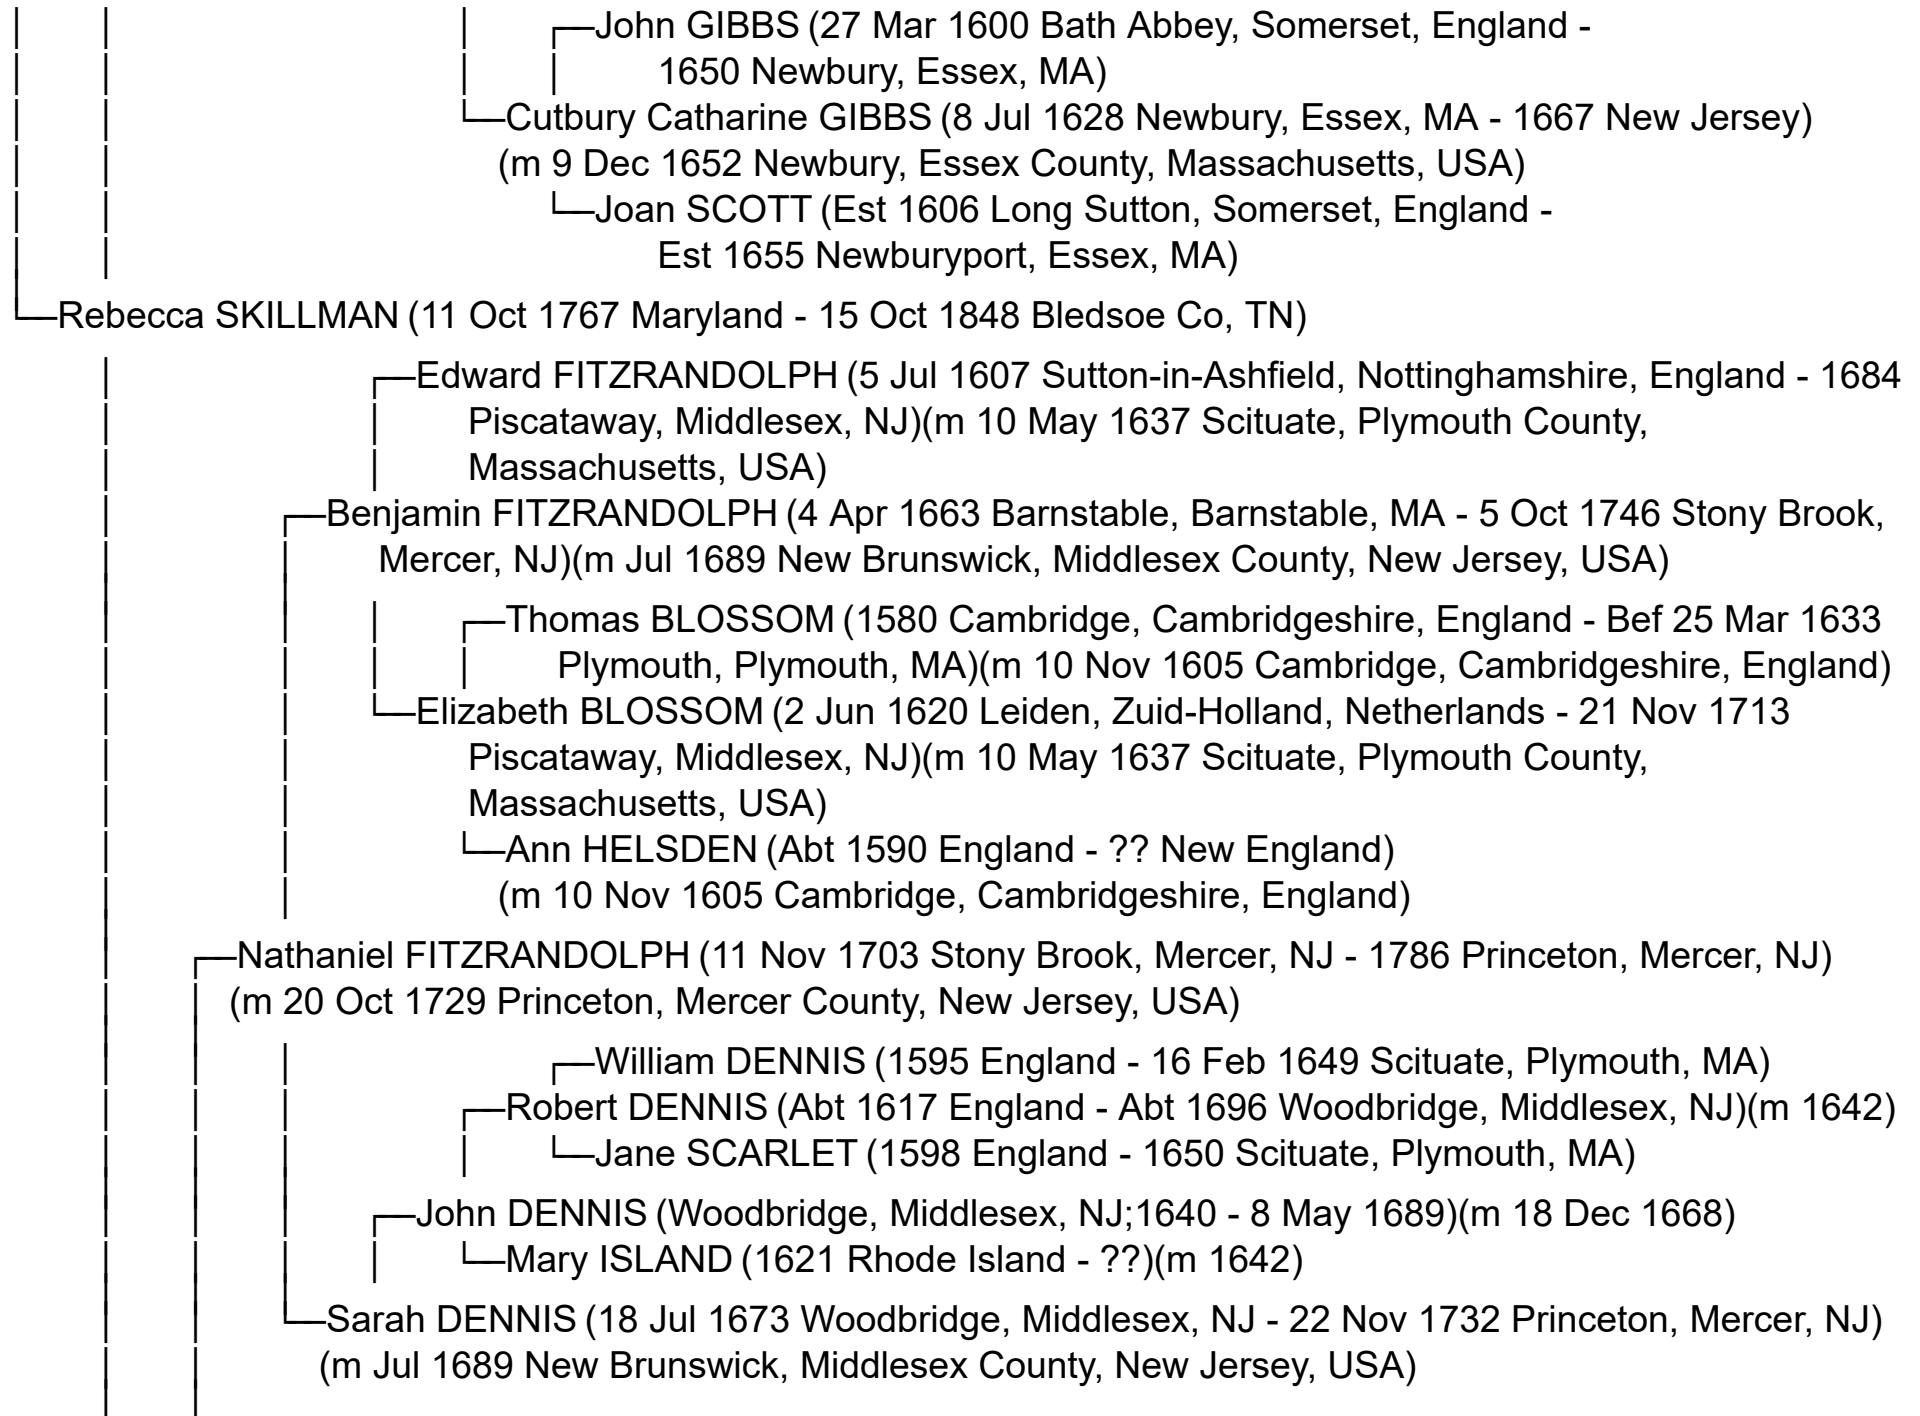 John GIBBS (27 Mar 1600 Bath Abbey, Somerset, England -
1650 Newbury, Essex, MA)
Cutbury Catharine GIBBS (8 Jul 1628 Newbury, Essex, MA - 1667 New Jersey)
(m 9 Dec 1652 Newbury, Essex County, Massachusetts, USA)
Joan SCOTT (Est 1606 Long Sutton, Somerset, England -
Est 1655 Newburyport, Essex, MA)
Rebecca SKILLMAN (11 Oct 1767 Maryland - 15 Oct 1848 Bledsoe Co, TN)
Edward FITZRANDOLPH (5 Jul 1607 Sutton-in-Ashfield, Nottinghamshire, England - 1684
Piscataway, Middlesex, NJ)(m 10 May 1637 Scituate, Plymouth County,
Massachusetts, USA)
Benjamin FITZRANDOLPH (4 Apr 1663 Barnstable, Barnstable, MA - 5 Oct 1746 Stony Brook,
Mercer, NJ)(m Jul 1689 New Brunswick, Middlesex County, New Jersey, USA)
Thomas BLOSSOM (1580 Cambridge, Cambridgeshire, England - Bef 25 Mar 1633
Plymouth, Plymouth, MA)(m 10 Nov 1605 Cambridge, Cambridgeshire, England)
Elizabeth BLOSSOM (2 Jun 1620 Leiden, Zuid-Holland, Netherlands - 21 Nov 1713
Piscataway, Middlesex, NJ)(m 10 May 1637 Scituate, Plymouth County,
Massachusetts, USA)
Ann HELSDEN (Abt 1590 England - ?? New England)
(m 10 Nov 1605 Cambridge, Cambridgeshire, England)
Nathaniel FITZRANDOLPH (11 Nov 1703 Stony Brook, Mercer, NJ - 1786 Princeton, Mercer, NJ)
(m 20 Oct 1729 Princeton, Mercer County, New Jersey, USA)
William DENNIS (1595 England - 16 Feb 1649 Scituate, Plymouth, MA)
Robert DENNIS (Abt 1617 England - Abt 1696 Woodbridge, Middlesex, NJ)(m 1642)
Jane SCARLET (1598 England - 1650 Scituate, Plymouth, MA)
John DENNIS (Woodbridge, Middlesex, NJ;1640 - 8 May 1689)(m 18 Dec 1668)
Mary ISLAND (1621 Rhode Island - ??)(m 1642)
Sarah DENNIS (18 Jul 1673 Woodbridge, Middlesex, NJ - 22 Nov 1732 Princeton, Mercer, NJ)
(m Jul 1689 New Brunswick, Middlesex County, New Jersey, USA)